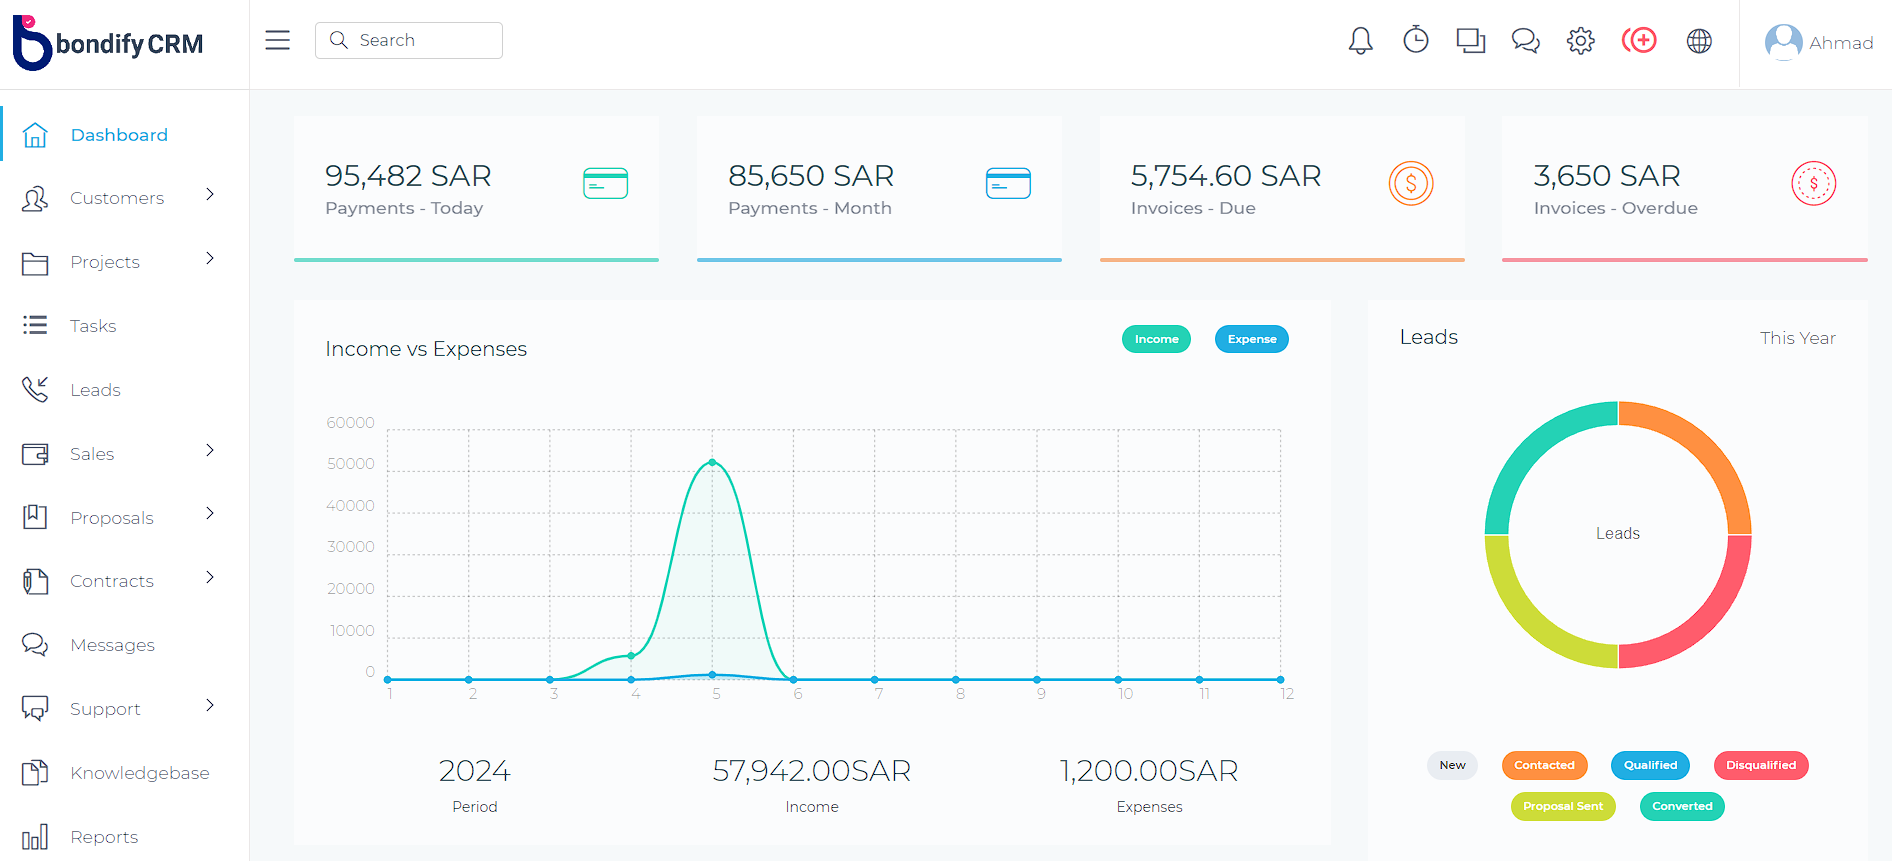 bondify CRM
Search
Ahmad
Dashboard
Customers
Projects
Tasks
Leads
Sales
Proposals
Contracts
Messages
Support
Knowledgebase
Reports
95,482 SAR
Payments - Today
85,650 SAR
Payments - Month
5,754.60 SAR
Invoices - Due
3,650 SAR
Invoices - Overdue
Income vs Expenses
Income
Expense
60000
50000
40000
30000
20000
10000
0
1 2 3 4 5 6 7 8 9 10 11 12
2024
Period
57,942.00SAR
Income
1,200.00SAR
Expenses
Leads
This Year
Leads
New
Contacted
Qualified
Disqualified
Proposal Sent
Converted